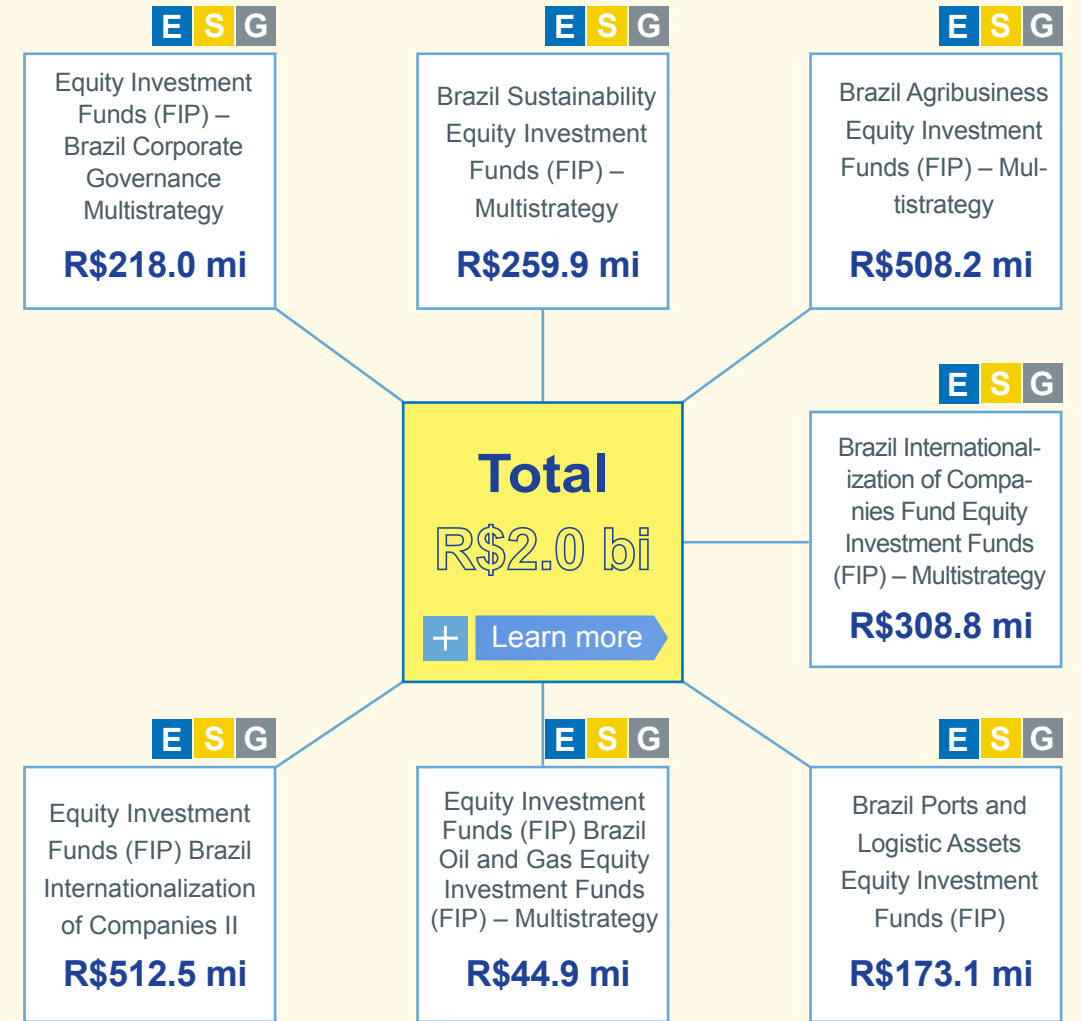 E S G
Equity Investment
Funds (FIP) –
Brazil Corporate
Governance
Multistrategy
R$218.0 mi
E S G
Brazil Sustainability
Equity Investment
Funds (FIP) –
Multistrategy
R$259.9 mi
E S G
Brazil Agribusiness
Equity Investment
Funds (FIP) – Mul-
tistrategy
R$508.2 mi
Total
R$2.0 bi
+ Learn more
E S G
Brazil International-
ization of Compa-
nies Fund Equity
Investment Funds
(FIP) – Multistrategy
R$308.8 mi
E S G
Equity Investment
Funds (FIP) Brazil
Internationalization
of Companies II
R$512.5 mi
E S G
Equity Investment
Funds (FIP) Brazil
Oil and Gas Equity
Investment Funds
(FIP) – Multistrategy
R$44.9 mi
E S G
Brazil Ports and
Logistic Assets
Equity Investment
Funds (FIP)
R$173.1 mi